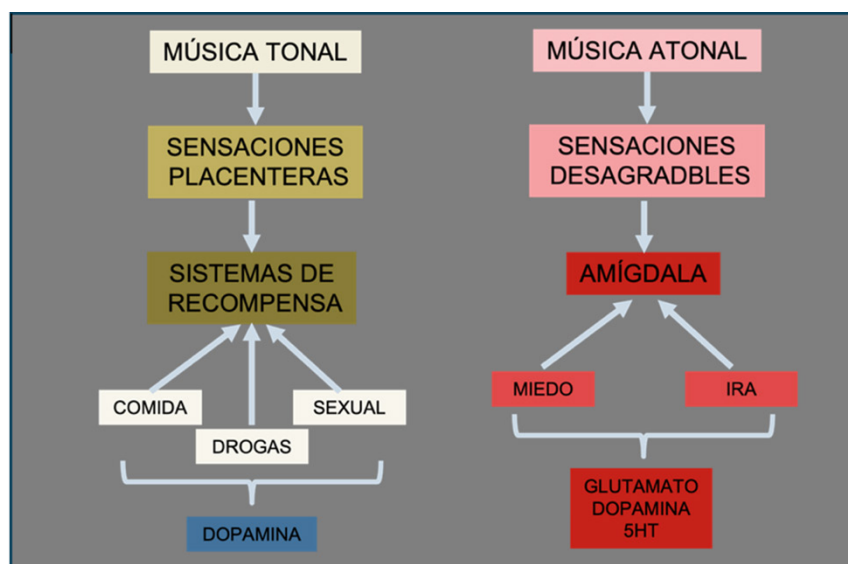 MÚSICA TONAL
SENSACIONES
PLACENTERAS
SISTEMAS DE
RECOMPENSA
COMIDA
SEXUAL
DROGAS
DOPAMINA
MÚSICA ATONAL
SENSACIONES
DESAGRADBLES
AMÍGDALA
MIEDO
IRA
GLUTAMATO
DOPAMINA
5HT